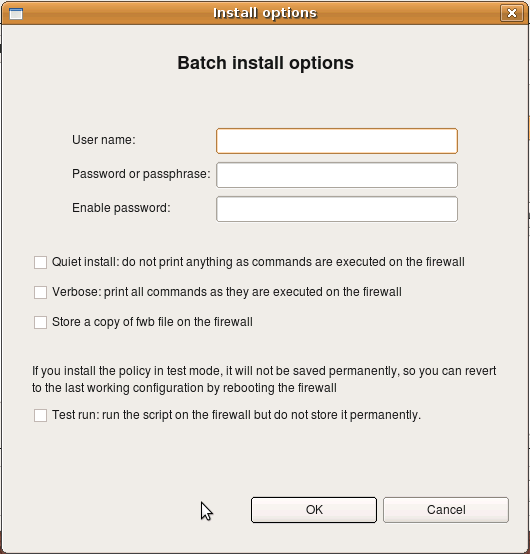 Install options
Batch install options
User name:
Password or passphrase:
Enable password:
Quiet install: do not print anything as commands are executed on the firewall
Verbose: print all commands as they are executed on the firewall
Store a copy of fwb file on the firewall
If you install the policy in test mode, it will not be saved permanently, so you can revert
to the last working configuration by rebooting the firewall
Test run: run the script on the firewall but do not store it permanently.
OK Cancel